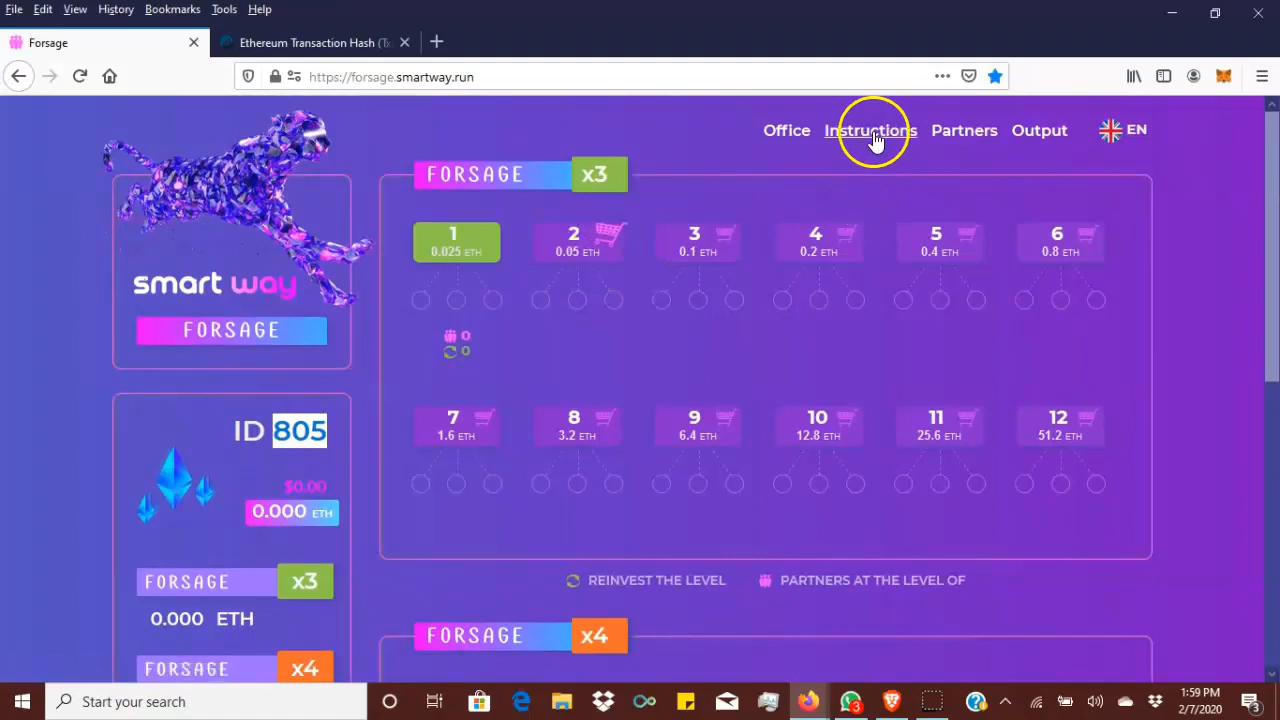 File Edit View History Bookmarks Tools Help
Forsage
Ethereum Transaction Hash (Tx
https://forsage.smartway.run
Office Instructions Partners Output EN
FORSAGE x3
smart way
FORSAGE
1 2 3 4 5 6
0.025 ETH 0.05 ETH 0.1 ETH 0.2 ETH 0.4 ETH 0.8 ETH
0
0
7 8 9 10 11 12
1.6 ETH 3.2 ETH 6.4 ETH 12.8 ETH 25.6 ETH 51.2 ETH
ID 805
$0.00
0.000 ETH
FORSAGE x3
0.000 ETH
FORSAGE x4
REINVEST THE LEVEL PARTNERS AT THE LEVEL OF
FORSAGE x4
Start your search
3
1:59 PM
2/7/2020
3